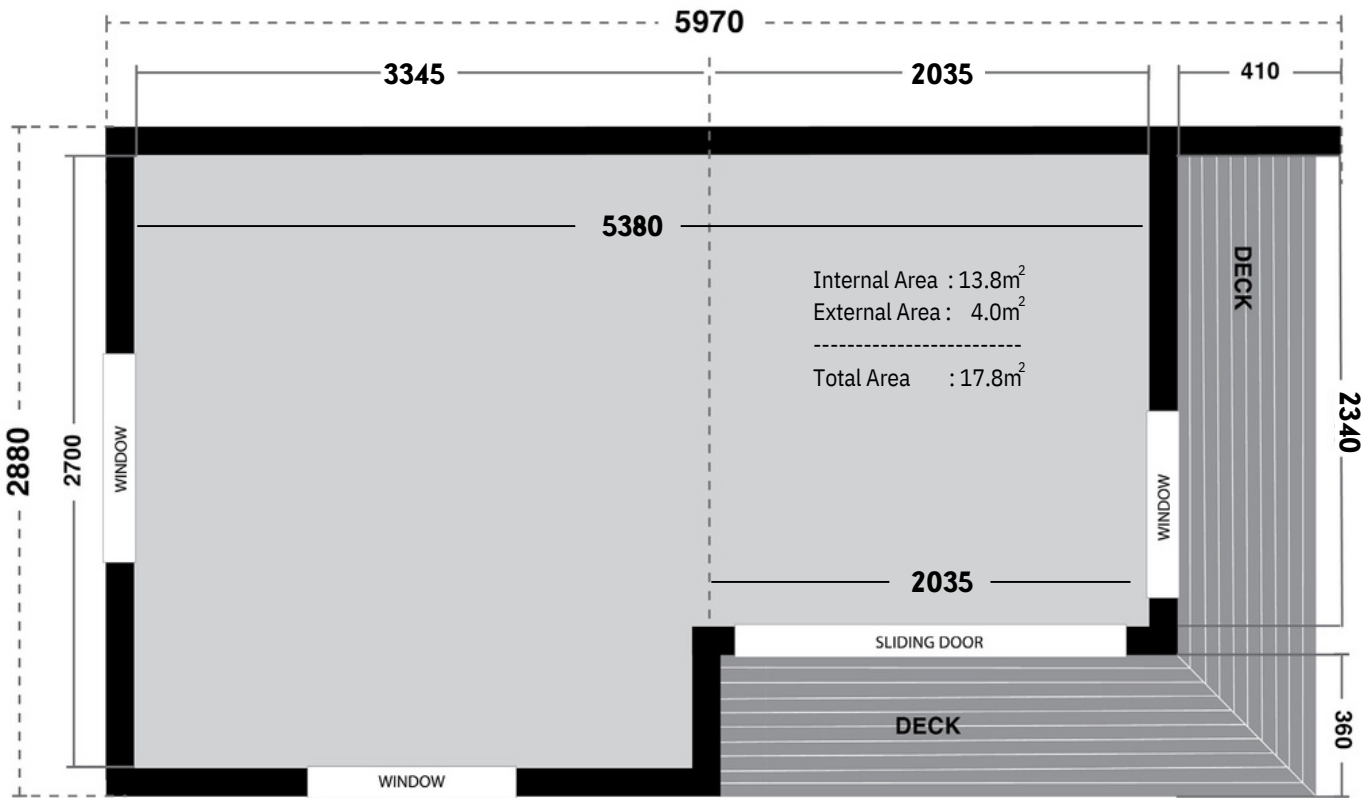 5970
3345
2035
410
5380
Internal Area : 13.8m²
External Area : 4.0m²
-------------------------
Total Area : 17.8m²
DECK
2880
2700
WINDOW
WINDOW
2340
2035
SLIDING DOOR
DECK
360
WINDOW